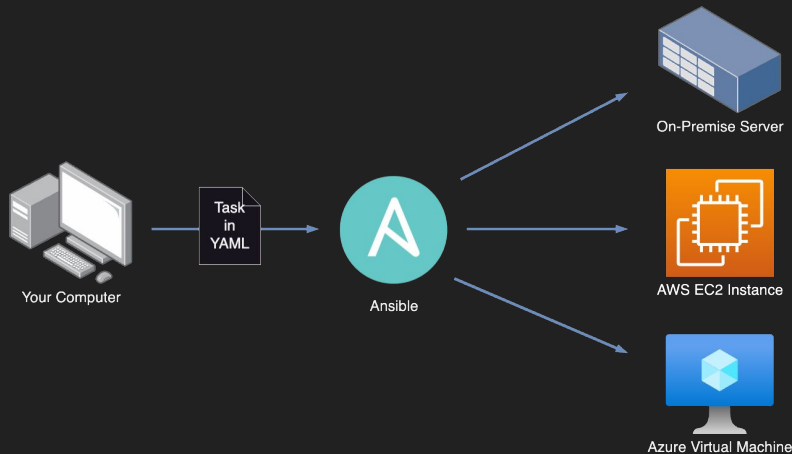 On-Premise Server
Task
in
YAML
AWS EC2 Instance
Your Computer
Ansible
Azure Virtual Machine